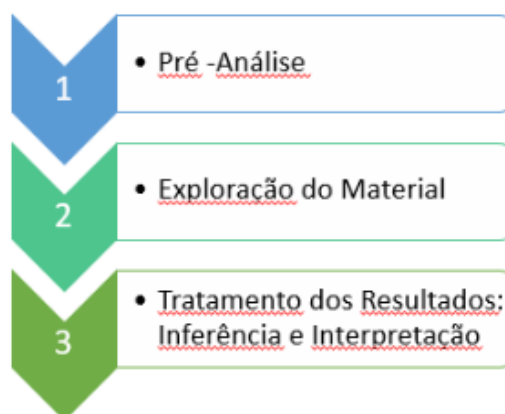 1
• Pré -Análise
2
• Exploração do Material
3
• Tratamento dos Resultados:
Inferência e Interpretação